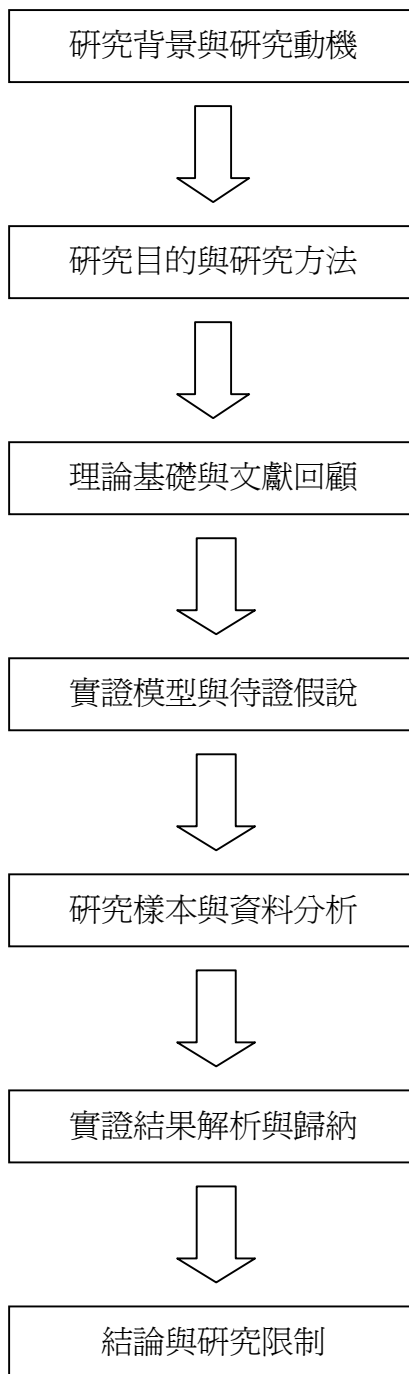 研究背景與研究動機
研究目的與研究方法
理論基礎與文獻回顧
實證模型與待證假說
研究樣本與資料分析
實證結果解析與歸納
結論與研究限制